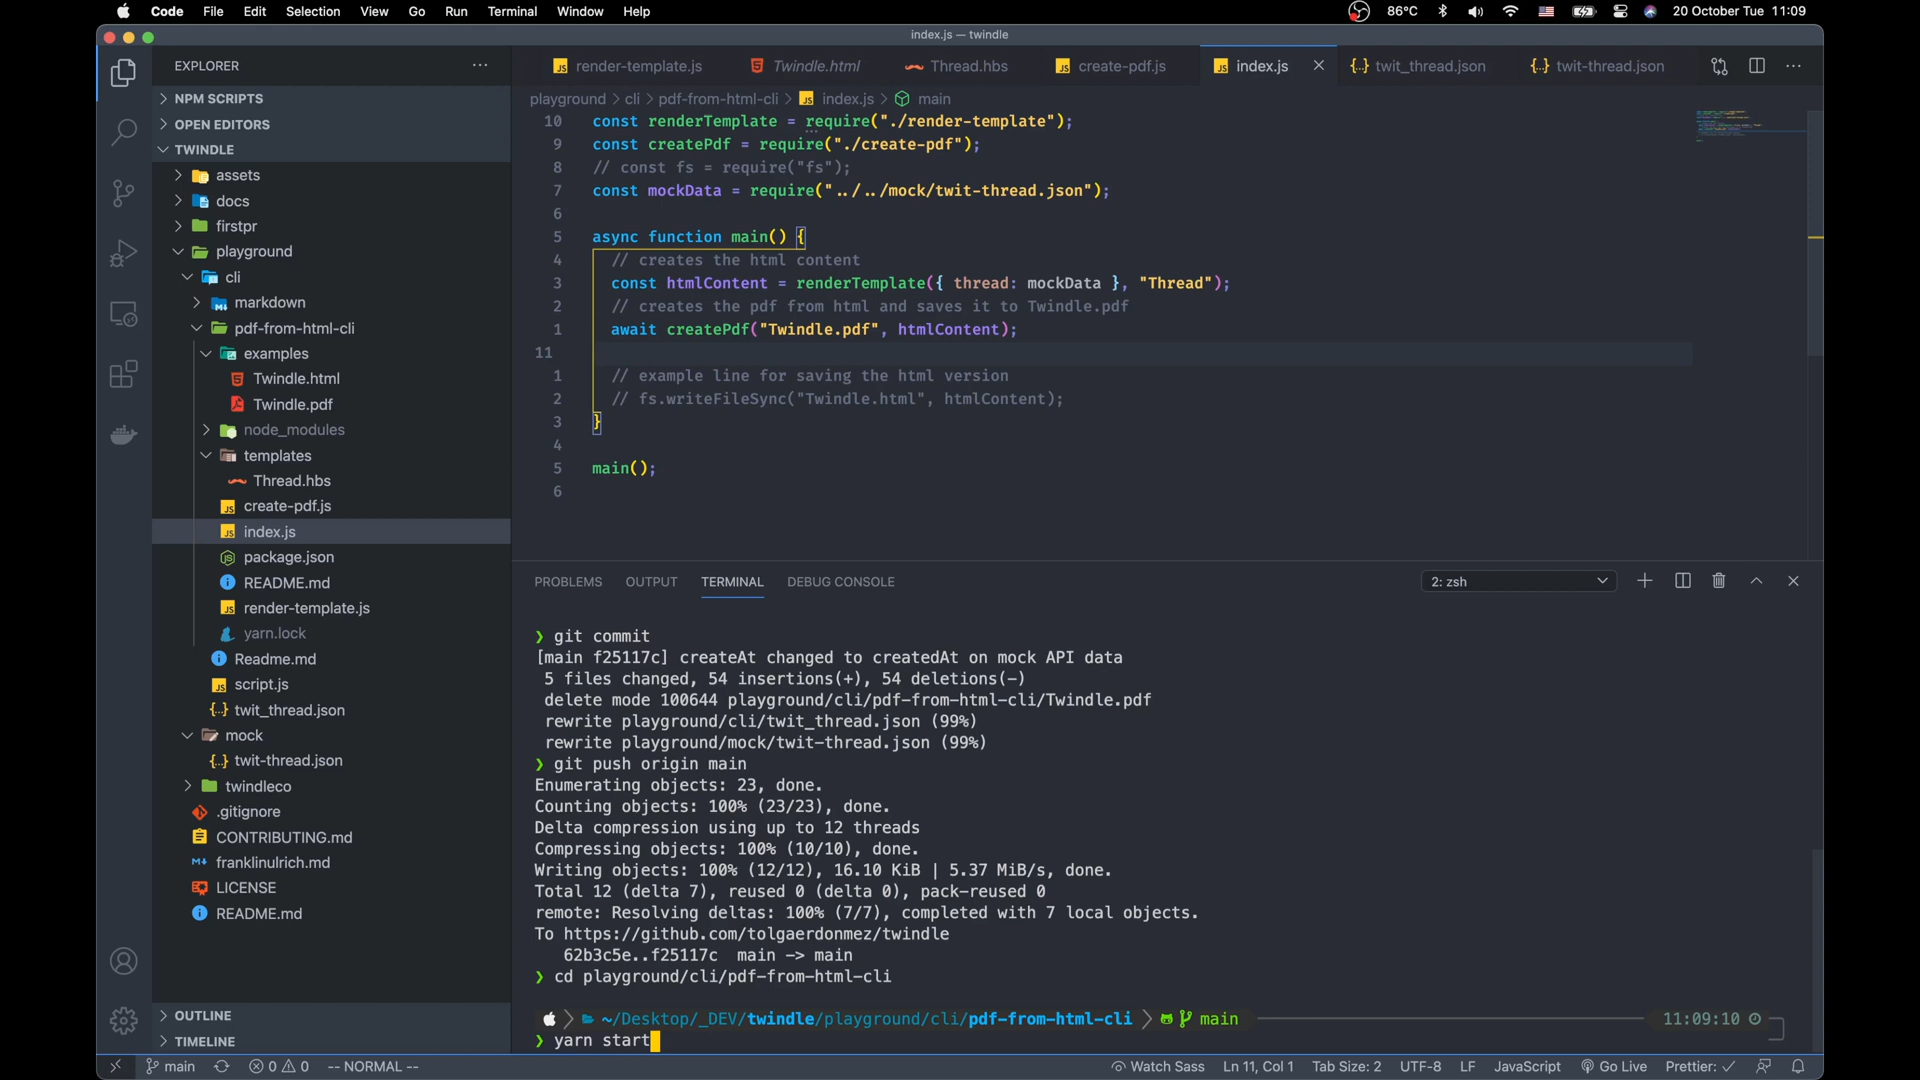 Code File Edit Selection View Go Run Terminal Window Help
86°C 20 October Tue 11:09
index.js — twindle
EXPLORER
NPM SCRIPTS
OPEN EDITORS
TWINDLE
assets
docs
firstpr
playground
cli
markdown
pdf-from-html-cli
examples
Twindle.html
Twindle.pdf
node_modules
templates
Thread.hbs
create-pdf.js
index.js
package.json
README.md
render-template.js
yarn.lock
Readme.md
script.js
twit_thread.json
mock
twit-thread.json
twindleco
.gitignore
CONTRIBUTING.md
franklinulrich.md
LICENSE
README.md
OUTLINE
TIMELINE
render-template.js Twindle.html Thread.hbs create-pdf.js index.js twit_thread.json twit-thread.json
playground > cli > pdf-from-html-cli > index.js > main
10 const renderTemplate = require("./render-template");
9 const createPdf = require("./create-pdf");
8 // const fs = require("fs");
7 const mockData = require("../../mock/twit-thread.json");
6
5 async function main() {
4 // creates the html content
3 const htmlContent = renderTemplate({ thread: mockData }, "Thread");
2 // creates the pdf from html and saves it to Twindle.pdf
1 await createPdf("Twindle.pdf", htmlContent);
11
1 // example line for saving the html version
2 // fs.writeFileSync("Twindle.html", htmlContent);
3 }
4
5 main();
6
PROBLEMS OUTPUT TERMINAL DEBUG CONSOLE 2: zsh
❯ git commit
[main f25117c] createAt changed to createdAt on mock API data
5 files changed, 54 insertions(+), 54 deletions(-)
delete mode 100644 playground/cli/pdf-from-html-cli/Twindle.pdf
rewrite playground/cli/twit_thread.json (99%)
rewrite playground/mock/twit-thread.json (99%)
❯ git push origin main
Enumerating objects: 23, done.
Counting objects: 100% (23/23), done.
Delta compression using up to 12 threads
Compressing objects: 100% (10/10), done.
Writing objects: 100% (12/12), 16.10 KiB | 5.37 MiB/s, done.
Total 12 (delta 7), reused 0 (delta 0), pack-reused 0
remote: Resolving deltas: 100% (7/7), completed with 7 local objects.
To https://github.com/tolgaerdonmez/twindle
62b3c5e..f25117c main -> main
❯ cd playground/cli/pdf-from-html-cli
~/Desktop/_DEV/twindle/playground/cli/pdf-from-html-cli main 11:09:10
❯ yarn start
main 0 0 -- NORMAL -- Watch Sass Ln 11, Col 1 Tab Size: 2 UTF-8 LF JavaScript Go Live Prettier: ✓